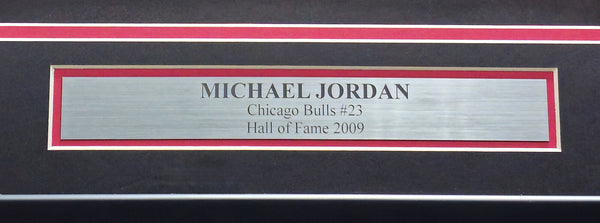 MICHAEL JORDAN
Chicago Bulls #23
Hall of Fame 2009